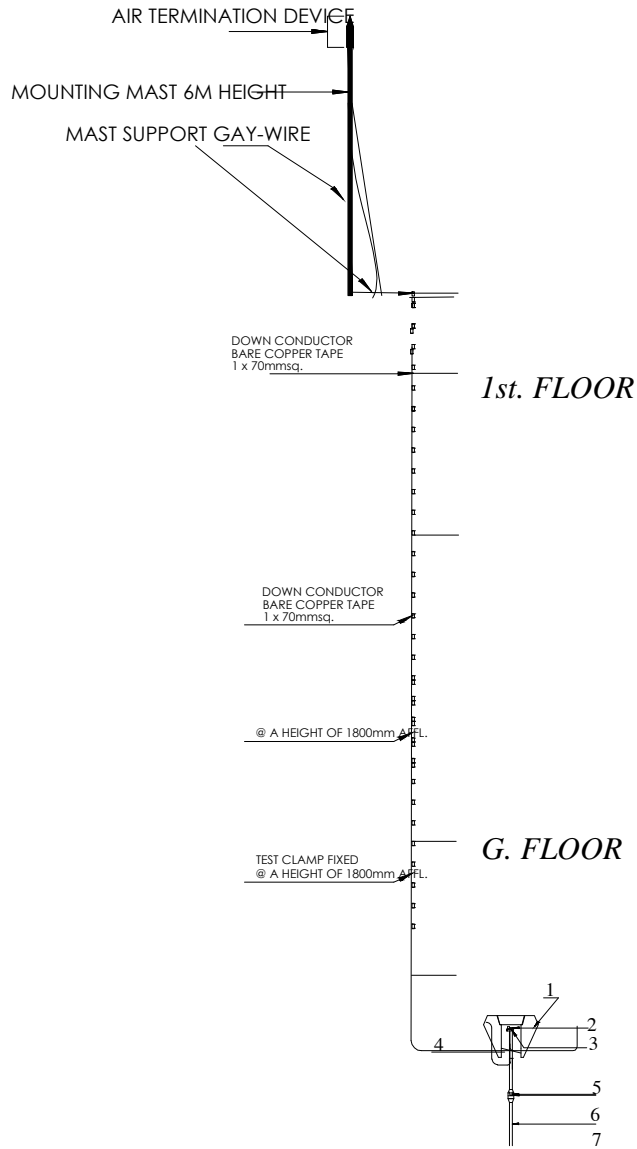 AIR TERMINATION DEVICE
MOUNTING MAST 6M HEIGHT
MAST SUPPORT GAY-WIRE
DOWN CONDUCTOR
BARE COPPER TAPE
1 x 70mmsq.
1st. FLOOR
DOWN CONDUCTOR
BARE COPPER TAPE
1 x 70mmsq.
@ A HEIGHT OF 1800mm AFFL.
G. FLOOR
TEST CLAMP FIXED
@ A HEIGHT OF 1800mm AFFL.
1
2
3
4
5
6
7